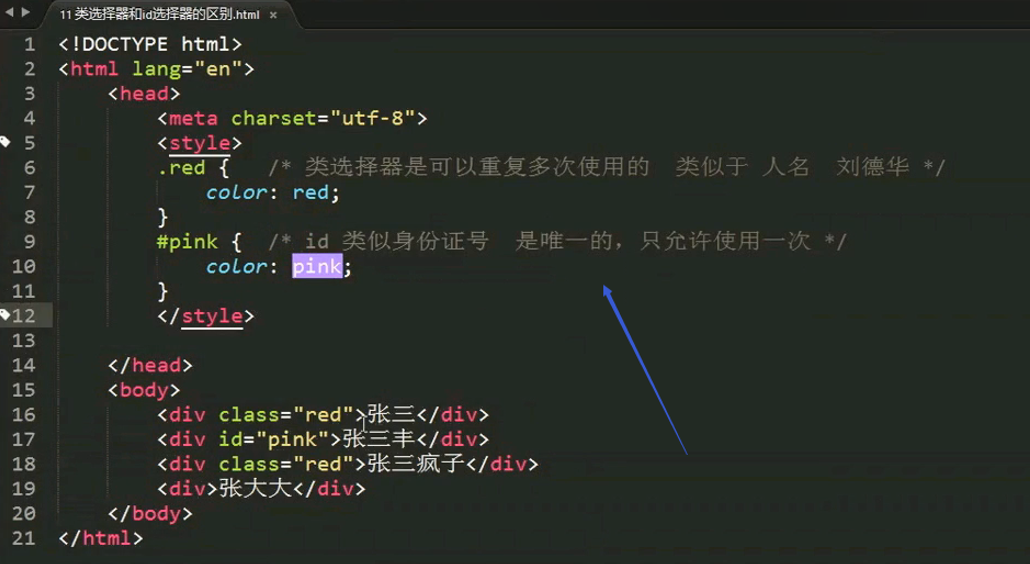 11 类选择器和id选择器的区别.html ×
1 <!DOCTYPE html>
2 <html lang="en">
3 <head>
4 <meta charset="utf-8">
5 <style>
6 .red { /* 类选择器是可以重复多次使用的 类似于 人名 刘德华 */
7 color: red;
8 }
9 #pink { /* id 类似身份证号 是唯一的，只允许使用一次 */
10 color: pink;
11 }
12 </style>
13
14 </head>
15 <body>
16 <div class="red">张三</div>
17 <div id="pink">张三丰</div>
18 <div class="red">张三疯子</div>
19 <div>张大大</div>
20 </body>
21 </html>